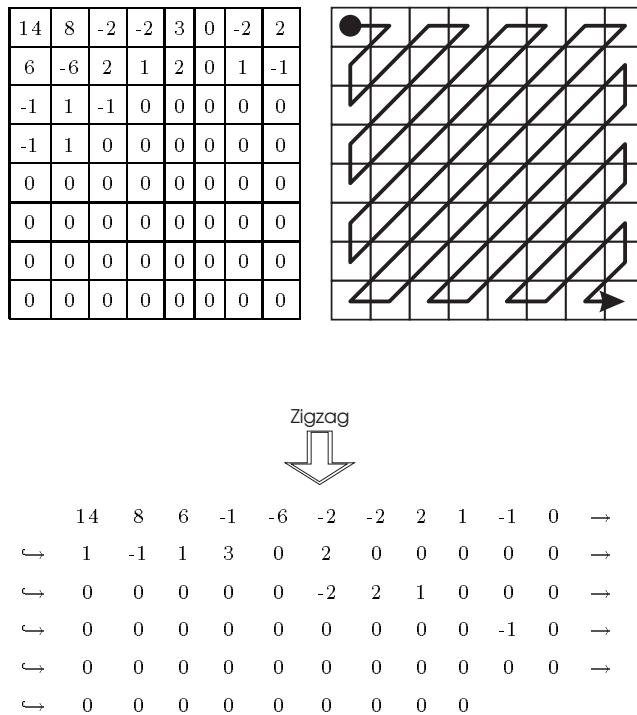 14 8 -2 -2 3 0 -2 2
6 -6 2 1 2 0 1 -1
-1 1 -1 0 0 0 0 0
-1 1 0 0 0 0 0 0
0 0 0 0 0 0 0 0
0 0 0 0 0 0 0 0
0 0 0 0 0 0 0 0
0 0 0 0 0 0 0 0
Zigzag
14 8 6 -1 -6 -2 -2 2 1 -1 0 →
↪ 1 -1 1 3 0 2 0 0 0 0 0 →
↪ 0 0 0 0 0 -2 2 1 0 0 0 →
↪ 0 0 0 0 0 0 0 0 0 -1 0 →
↪ 0 0 0 0 0 0 0 0 0 0 0 →
↪ 0 0 0 0 0 0 0 0 0